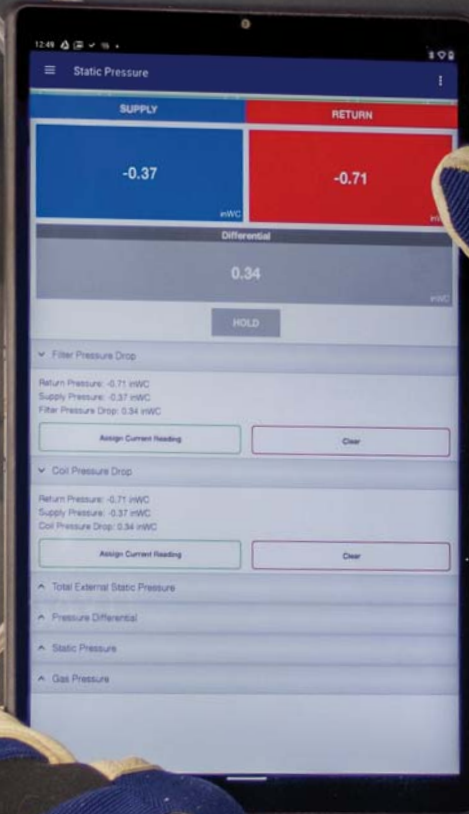 12:49
Static Pressure
SUPPLY
RETURN
-0.37
-0.71
inWC
Differential
0.34
inWC
HOLD
Filter Pressure Drop
Return Pressure: -0.71 inWC
Supply Pressure: -0.37 inWC
Filter Pressure Drop: 0.34 inWC
Assign Current Reading
Clear
Coil Pressure Drop
Return Pressure: -0.71 inWC
Supply Pressure: -0.37 inWC
Coil Pressure Drop: 0.34 inWC
Assign Current Reading
Clear
Total External Static Pressure
Pressure Differential
Static Pressure
Gas Pressure